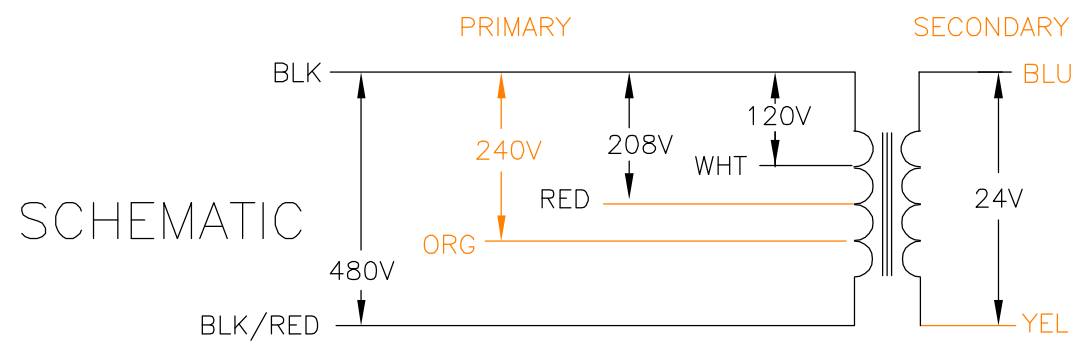 PRIMARY
SECONDARY
BLK
BLU
120V
208V
240V
WHT
RED
24V
SCHEMATIC
ORG
480V
BLK/RED
YEL